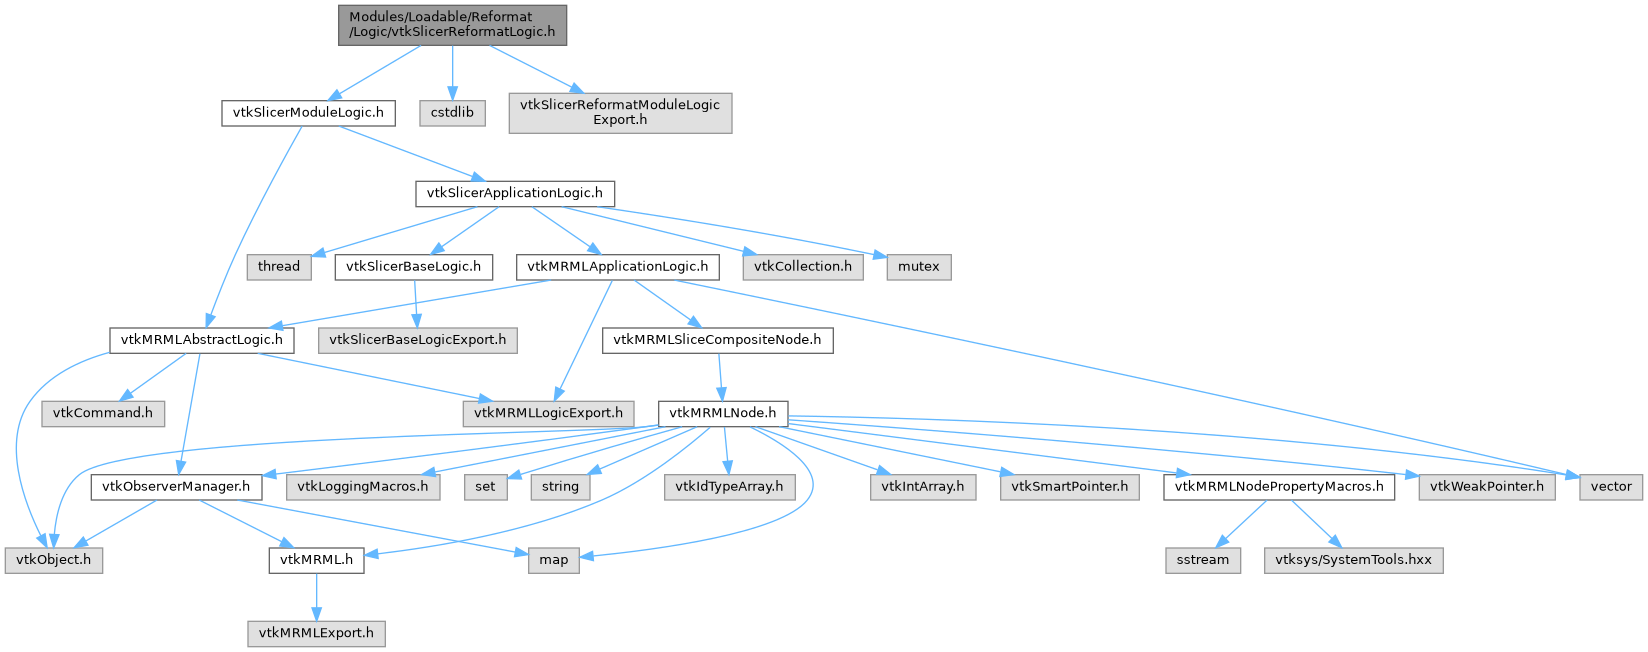 Modules/Loadable/Reformat
/Logic/vtkSlicerReformatLogic.h
vtkSlicerModuleLogic.h
cstdlib
vtkSlicerReformatModuleLogic
Export.h
vtkSlicerApplicationLogic.h
thread
vtkSlicerBaseLogic.h
vtkMRMLApplicationLogic.h
vtkCollection.h
mutex
vtkMRMLAbstractLogic.h
vtkSlicerBaseLogicExport.h
vtkMRMLSliceCompositeNode.h
vtkCommand.h
vtkMRMLLogicExport.h
vtkMRMLNode.h
vtkObserverManager.h
vtkLoggingMacros.h
set
string
vtkIdTypeArray.h
vtkIntArray.h
vtkSmartPointer.h
vtkMRMLNodePropertyMacros.h
vtkWeakPointer.h
vector
vtkObject.h
vtkMRML.h
map
sstream
vtksys/SystemTools.hxx
vtkMRMLExport.h